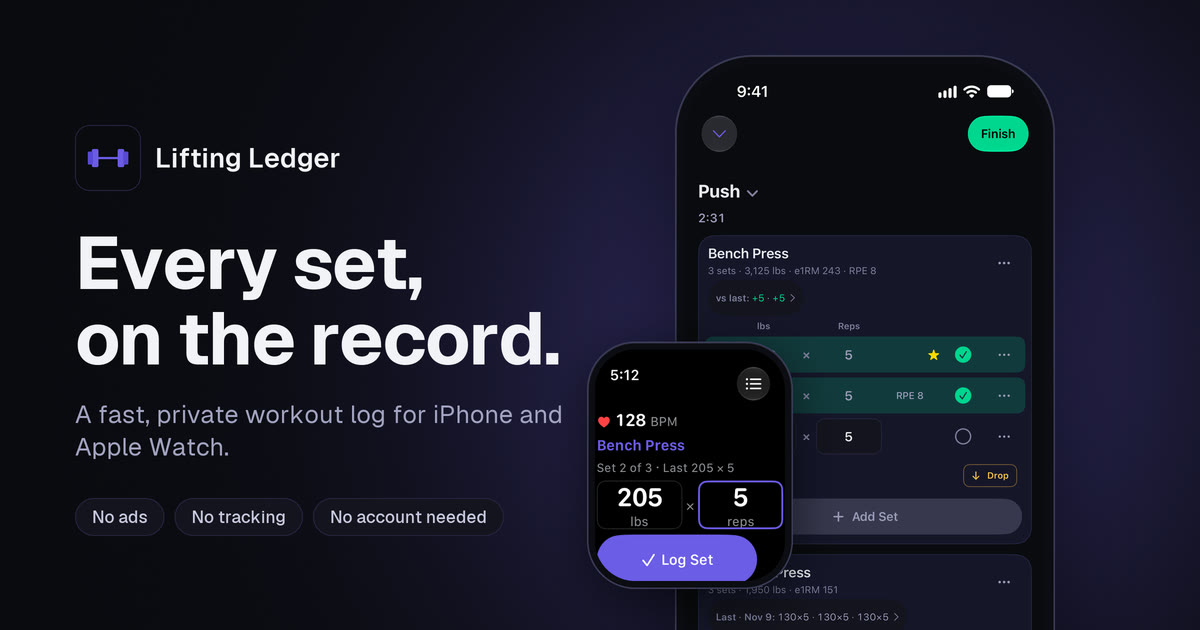 Lifting Ledger
Every set,
on the record.
A fast, private workout log for iPhone and
Apple Watch.
No ads
No tracking
No account needed
9:41
Finish
Push
2:31
Bench Press
3 sets · 3,125 lbs · e1RM 243 · RPE 8
vs last: +5 · +5
lbs Reps
× 5
× 5 RPE 8
× 5
Drop
+ Add Set
5:12
128 BPM
Bench Press
Set 2 of 3 · Last 205 × 5
205 × 5
lbs reps
✓ Log Set
3 sets · 1,950 lbs · e1RM 151
Last · Nov 9: 130×5 · 130×5 · 130×5